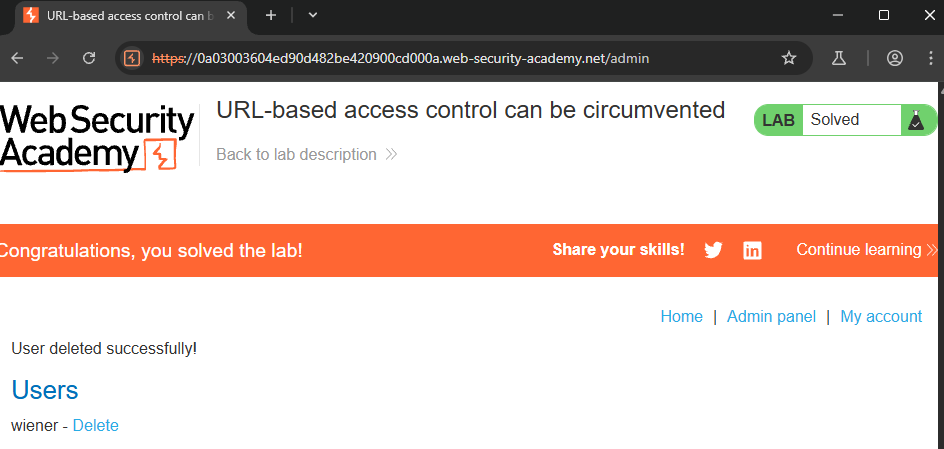 URL-based access control can b
https://0a03003604ed90d482be420900cd000a.web-security-academy.net/admin
Web Security
Academy
URL-based access control can be circumvented
Back to lab description
LAB Solved
Congratulations, you solved the lab!
Share your skills!
Continue learning
Home | Admin panel | My account
User deleted successfully!
Users
wiener - Delete